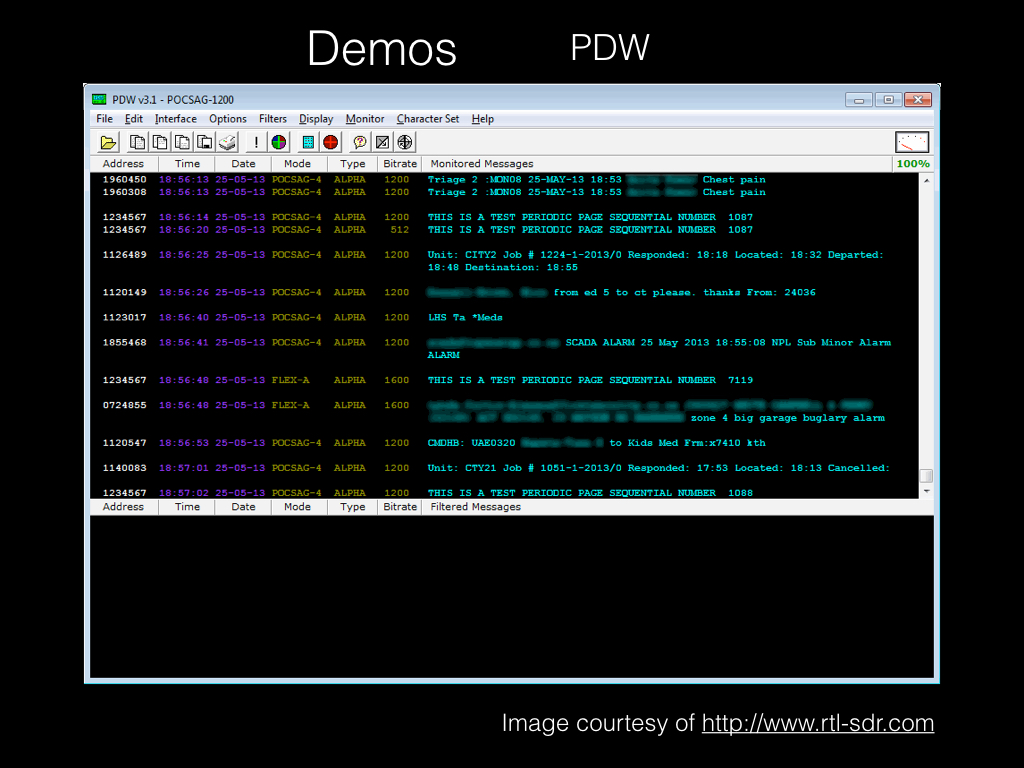 Demos PDW
PDW v3.1 - POCSAG-1200
File Edit Interface Options Filters Display Monitor Character Set Help
Address Time Date Mode Type Bitrate Monitored Messages 100%
1960450 18:56:13 25-05-13 POCSAG-4 ALPHA 1200 Triage 2 :MON08 25-MAY-13 18:53 Chest pain
1960308 18:56:13 25-05-13 POCSAG-4 ALPHA 1200 Triage 2 :MON08 25-MAY-13 18:53 Chest pain
1234567 18:56:14 25-05-13 POCSAG-4 ALPHA 1200 THIS IS A TEST PERIODIC PAGE SEQUENTIAL NUMBER 1087
1234567 18:56:20 25-05-13 POCSAG-4 ALPHA 512 THIS IS A TEST PERIODIC PAGE SEQUENTIAL NUMBER 1087
1126489 18:56:25 25-05-13 POCSAG-4 ALPHA 1200 Unit: CITY2 Job # 1224-1-2013/0 Responded: 18:18 Located: 18:32 Departed:
18:48 Destination: 18:55
1120149 18:56:26 25-05-13 POCSAG-4 ALPHA 1200 from ed 5 to ct please. thanks From: 24036
1123017 18:56:40 25-05-13 POCSAG-4 ALPHA 1200 LHS Ta *Meds
1855468 18:56:41 25-05-13 POCSAG-4 ALPHA 1200 SCADA ALARM 25 May 2013 18:55:08 NPL Sub Minor Alarm
ALARM
1234567 18:56:48 25-05-13 FLEX-A ALPHA 1600 THIS IS A TEST PERIODIC PAGE SEQUENTIAL NUMBER 7119
0724855 18:56:48 25-05-13 FLEX-A ALPHA 1600
zone 4 big garage buglary alarm
1120547 18:56:53 25-05-13 POCSAG-4 ALPHA 1200 CMDHB: UAE0320 to Kids Med Frm:x7410 kth
1140083 18:57:01 25-05-13 POCSAG-4 ALPHA 1200 Unit: CTY21 Job # 1051-1-2013/0 Responded: 17:53 Located: 18:13 Cancelled:
1234567 18:57:02 25-05-13 POCSAG-4 ALPHA 1200 THIS IS A TEST PERIODIC PAGE SEQUENTIAL NUMBER 1088
Address Time Date Mode Type Bitrate Filtered Messages
Image courtesy of http://www.rtl-sdr.com